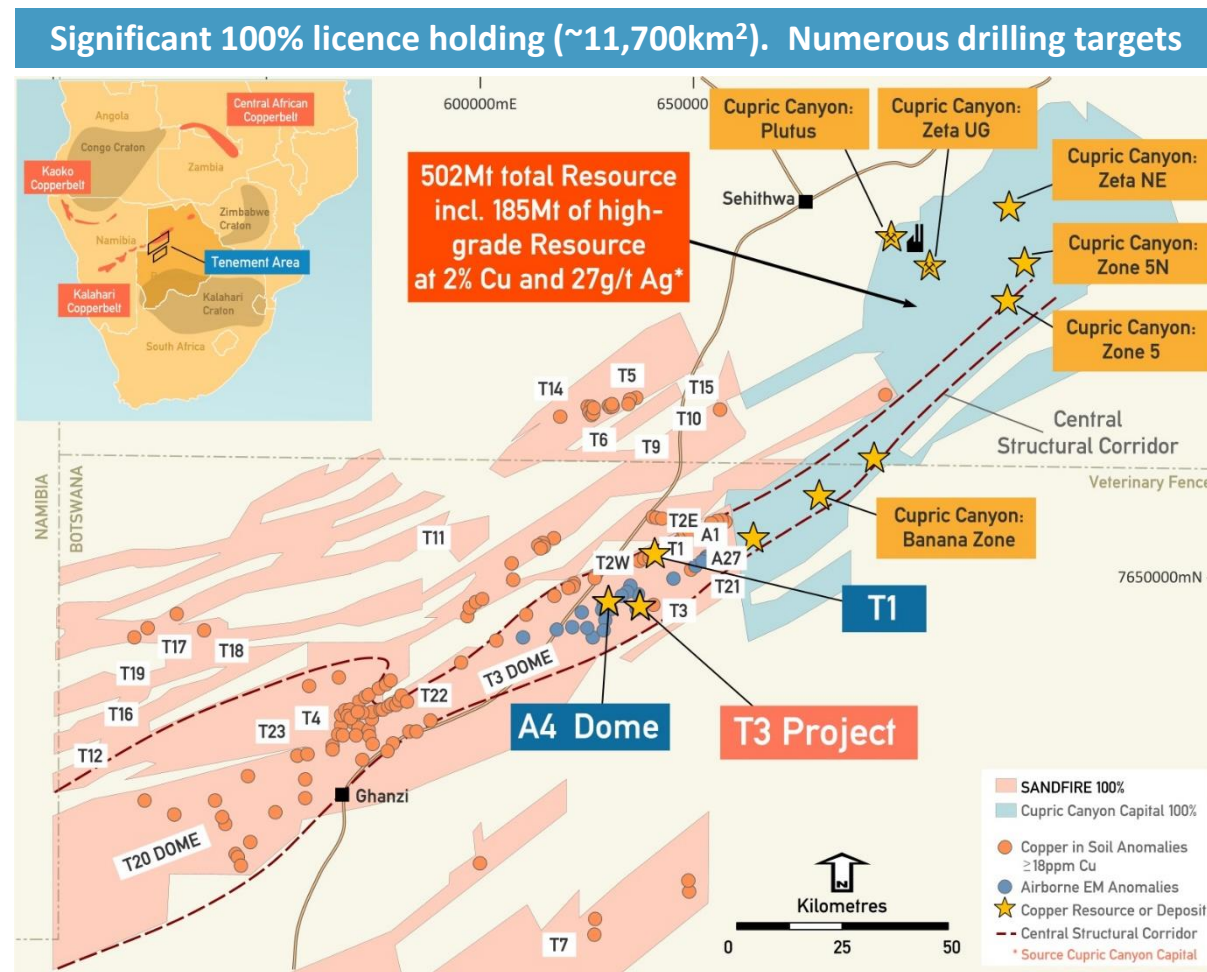 Significant 100% licence holding (~11,700km²). Numerous drilling targets
Angola
Congo Craton
Central African
Copperbelt
Zambia
Kaoko
Copperbelt
Zimbabwe
Craton
Namibia
Tenement Area
Kalahari
Copperbelt
Kalahari
Craton
South Africa
600000mE
650000
Cupric Canyon:
Plutus
Cupric Canyon:
Zeta UG
Cupric Canyon:
Zeta NE
502Mt total Resource
incl. 185Mt of high-
grade Resource
at 2% Cu and 27g/t Ag*
Sehithwa
Cupric Canyon:
Zone 5N
Cupric Canyon:
Zone 5
T14
T5
T15
T10
T6
T9
Central
Structural Corridor
NAMIBIA
BOTSWANA
Veterinary Fence
T11
T2E
A1
T1
T2W
A27
T21
Cupric Canyon:
Banana Zone
7650000mN
T3
T1
T17
T18
T19
T16
T12
T3 DOME
T22
T4
T23
A4 Dome
T3 Project
Ghanzi
T20 DOME
T7
N
Kilometres
0 25 50
SANDFIRE 100%
Cupric Canyon Capital 100%
Copper in Soil Anomalies
≥18ppm Cu
Airborne EM Anomalies
Copper Resource or Deposit
Central Structural Corridor
* Source Cupric Canyon Capital